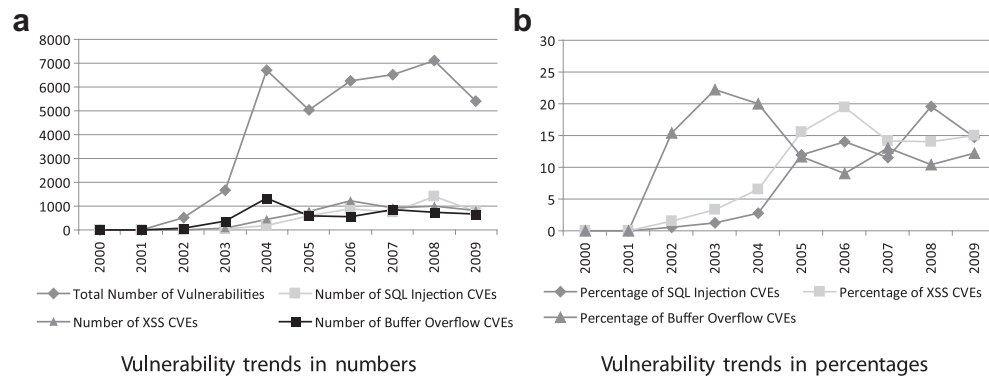 a
8000
7000
6000
5000
4000
3000
2000
1000
0
2000 2001 2002 2003 2004 2005 2006 2007 2008 2009
Total Number of Vulnerabilities Number of SQL Injection CVEs
Number of XSS CVEs Number of Buffer Overflow CVEs
Vulnerability trends in numbers
b
30
25
20
15
10
5
0
2000 2001 2002 2003 2004 2005 2006 2007 2008 2009
Percentage of SQL Injection CVEs Percentage of XSS CVEs
Percentage of Buffer Overflow CVEs
Vulnerability trends in percentages